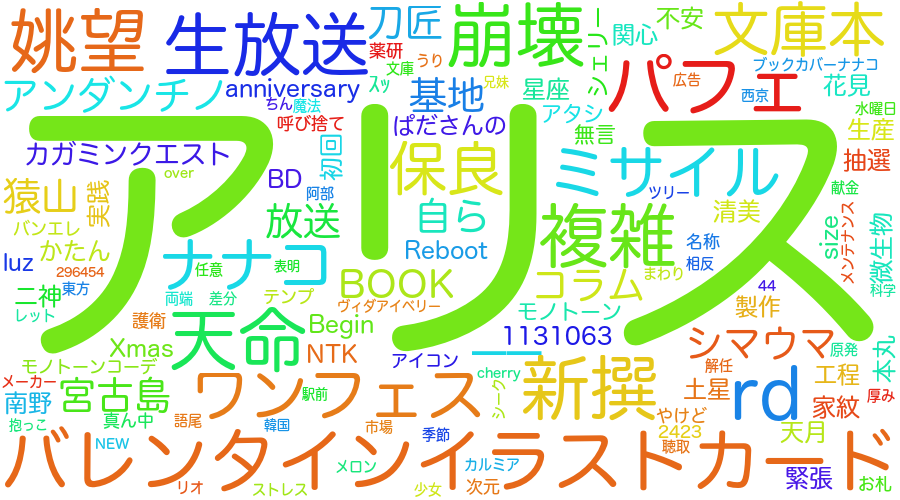 眺望
生放送
刀匠
崩壊
シェリー
関心
不安
文庫本
薬研
文庫
うり
ブックカバーナナコ
アンダンチノ
anniversary
ｽｯ
兄妹
基地
星座
パフェ
広告
西京
花見
ちん
魔法
アタシ
水曜日
呼び捨て
ぱださんの
無言
生産
アリス
カガミンクエスト
初回
保良
ミサイル
抽選
over
BD
阿部
ツリー
献金
猿山
実践
放送
自ら
複雑
清美
size
メンテナンス
微生物
バンエレ
かたん
ナナコ
Reboot
名称
luz
296454
任意
表明
相反
科学
二神
東方
両端
差分
テンプ
BOOK
コラム
まわり
44
レット
護衛
天命
Begin
ヴィダアイベリー
モノトーン
製作
Xmas
NTK
アイコン
1131063
シマウマ
原発
本丸
モノトーンコーデ
ー
解任
メーカー
宮古島
ワンフェス
cherry
新撰
rd
土星
工程
厚み
南野
駅前
シーク
家紋
抱っこ
真ん中
語尾
韓国
市場
季節
やけど
2423
天月
NEW
聴取
バレンタインイラストカード
メロン
カルミア
緊張
リオ
ストレス
少女
次元
お札